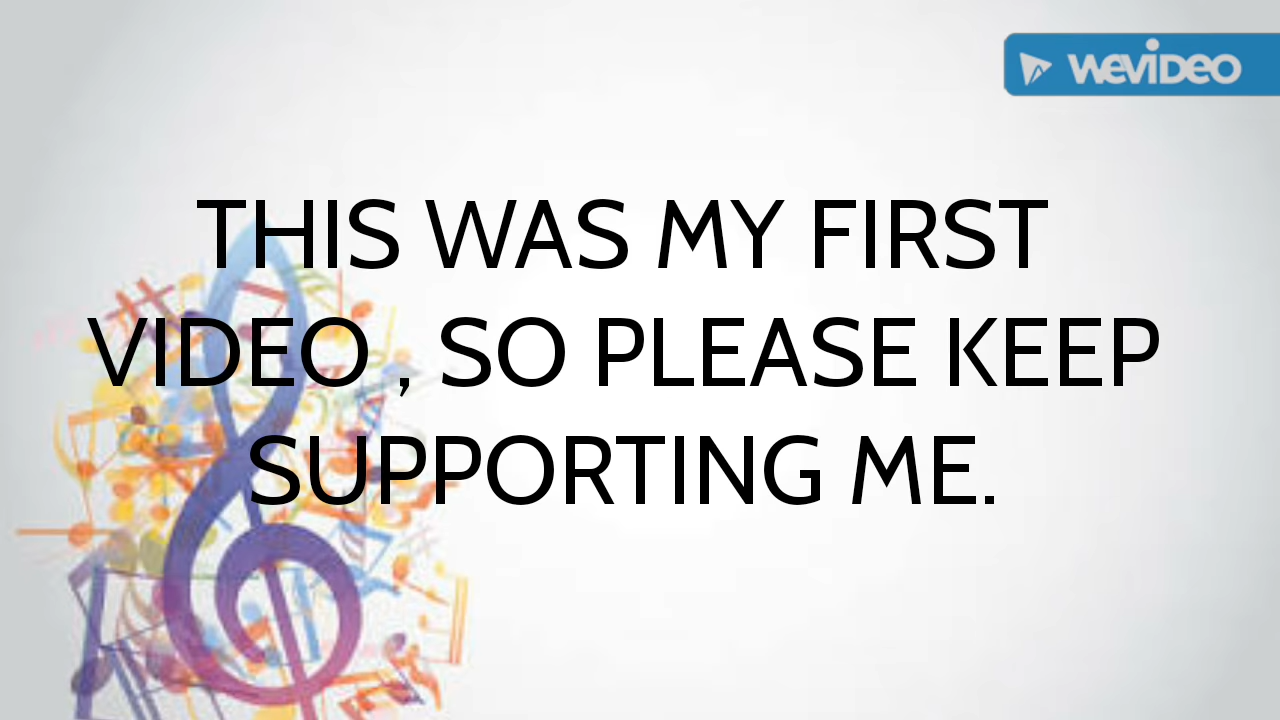 WEVIDEO
THIS WAS MY FIRST
VIDEO , SO PLEASE KEEP
SUPPORTING ME.